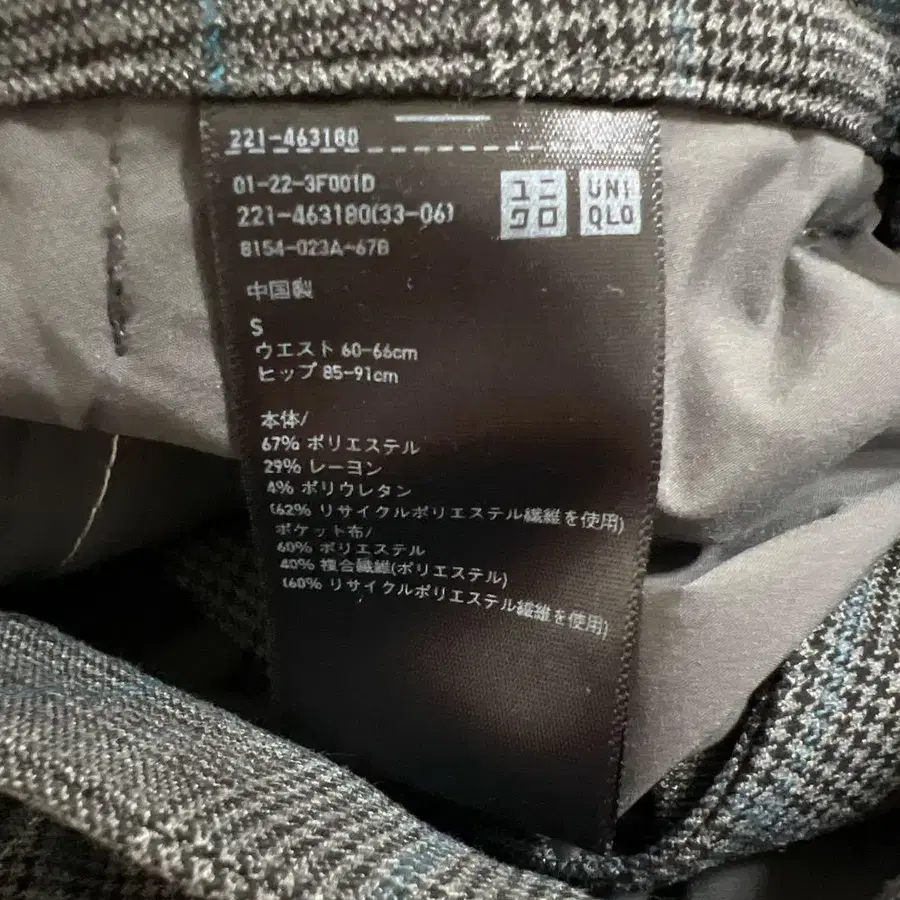 221-463180
01-22-3F001D
221-463180(33-06)
8154-023A-67B
ユニ
クロ
UNI
QLO
中国製
S
ウエスト 60-66cm
ヒップ 85-91cm
本体/
67% ポリエステル
29% レーヨン
4% ポリウレタン
(62% リサイクルポリエステル繊維を使用)
ポケット布/
60% ポリエステル
40% 複合繊維(ポリエステル)
(60% リサイクルポリエステル繊維を使用)